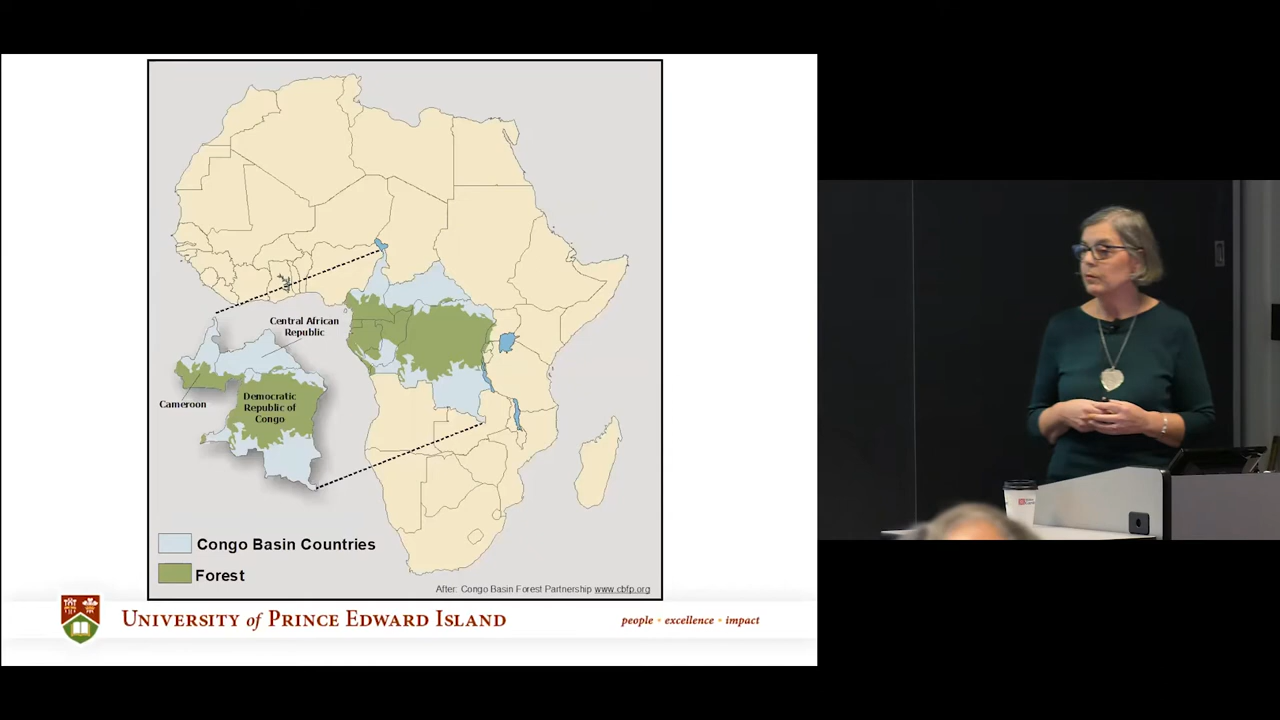 Central African
Republic
Cameroon
Democratic
Republic of
Congo
Congo Basin Countries
Forest
After: Congo Basin Forest Partnership www.cbfp.org
UNIVERSITY of PRINCE EDWARD ISLAND
people • excellence • impact